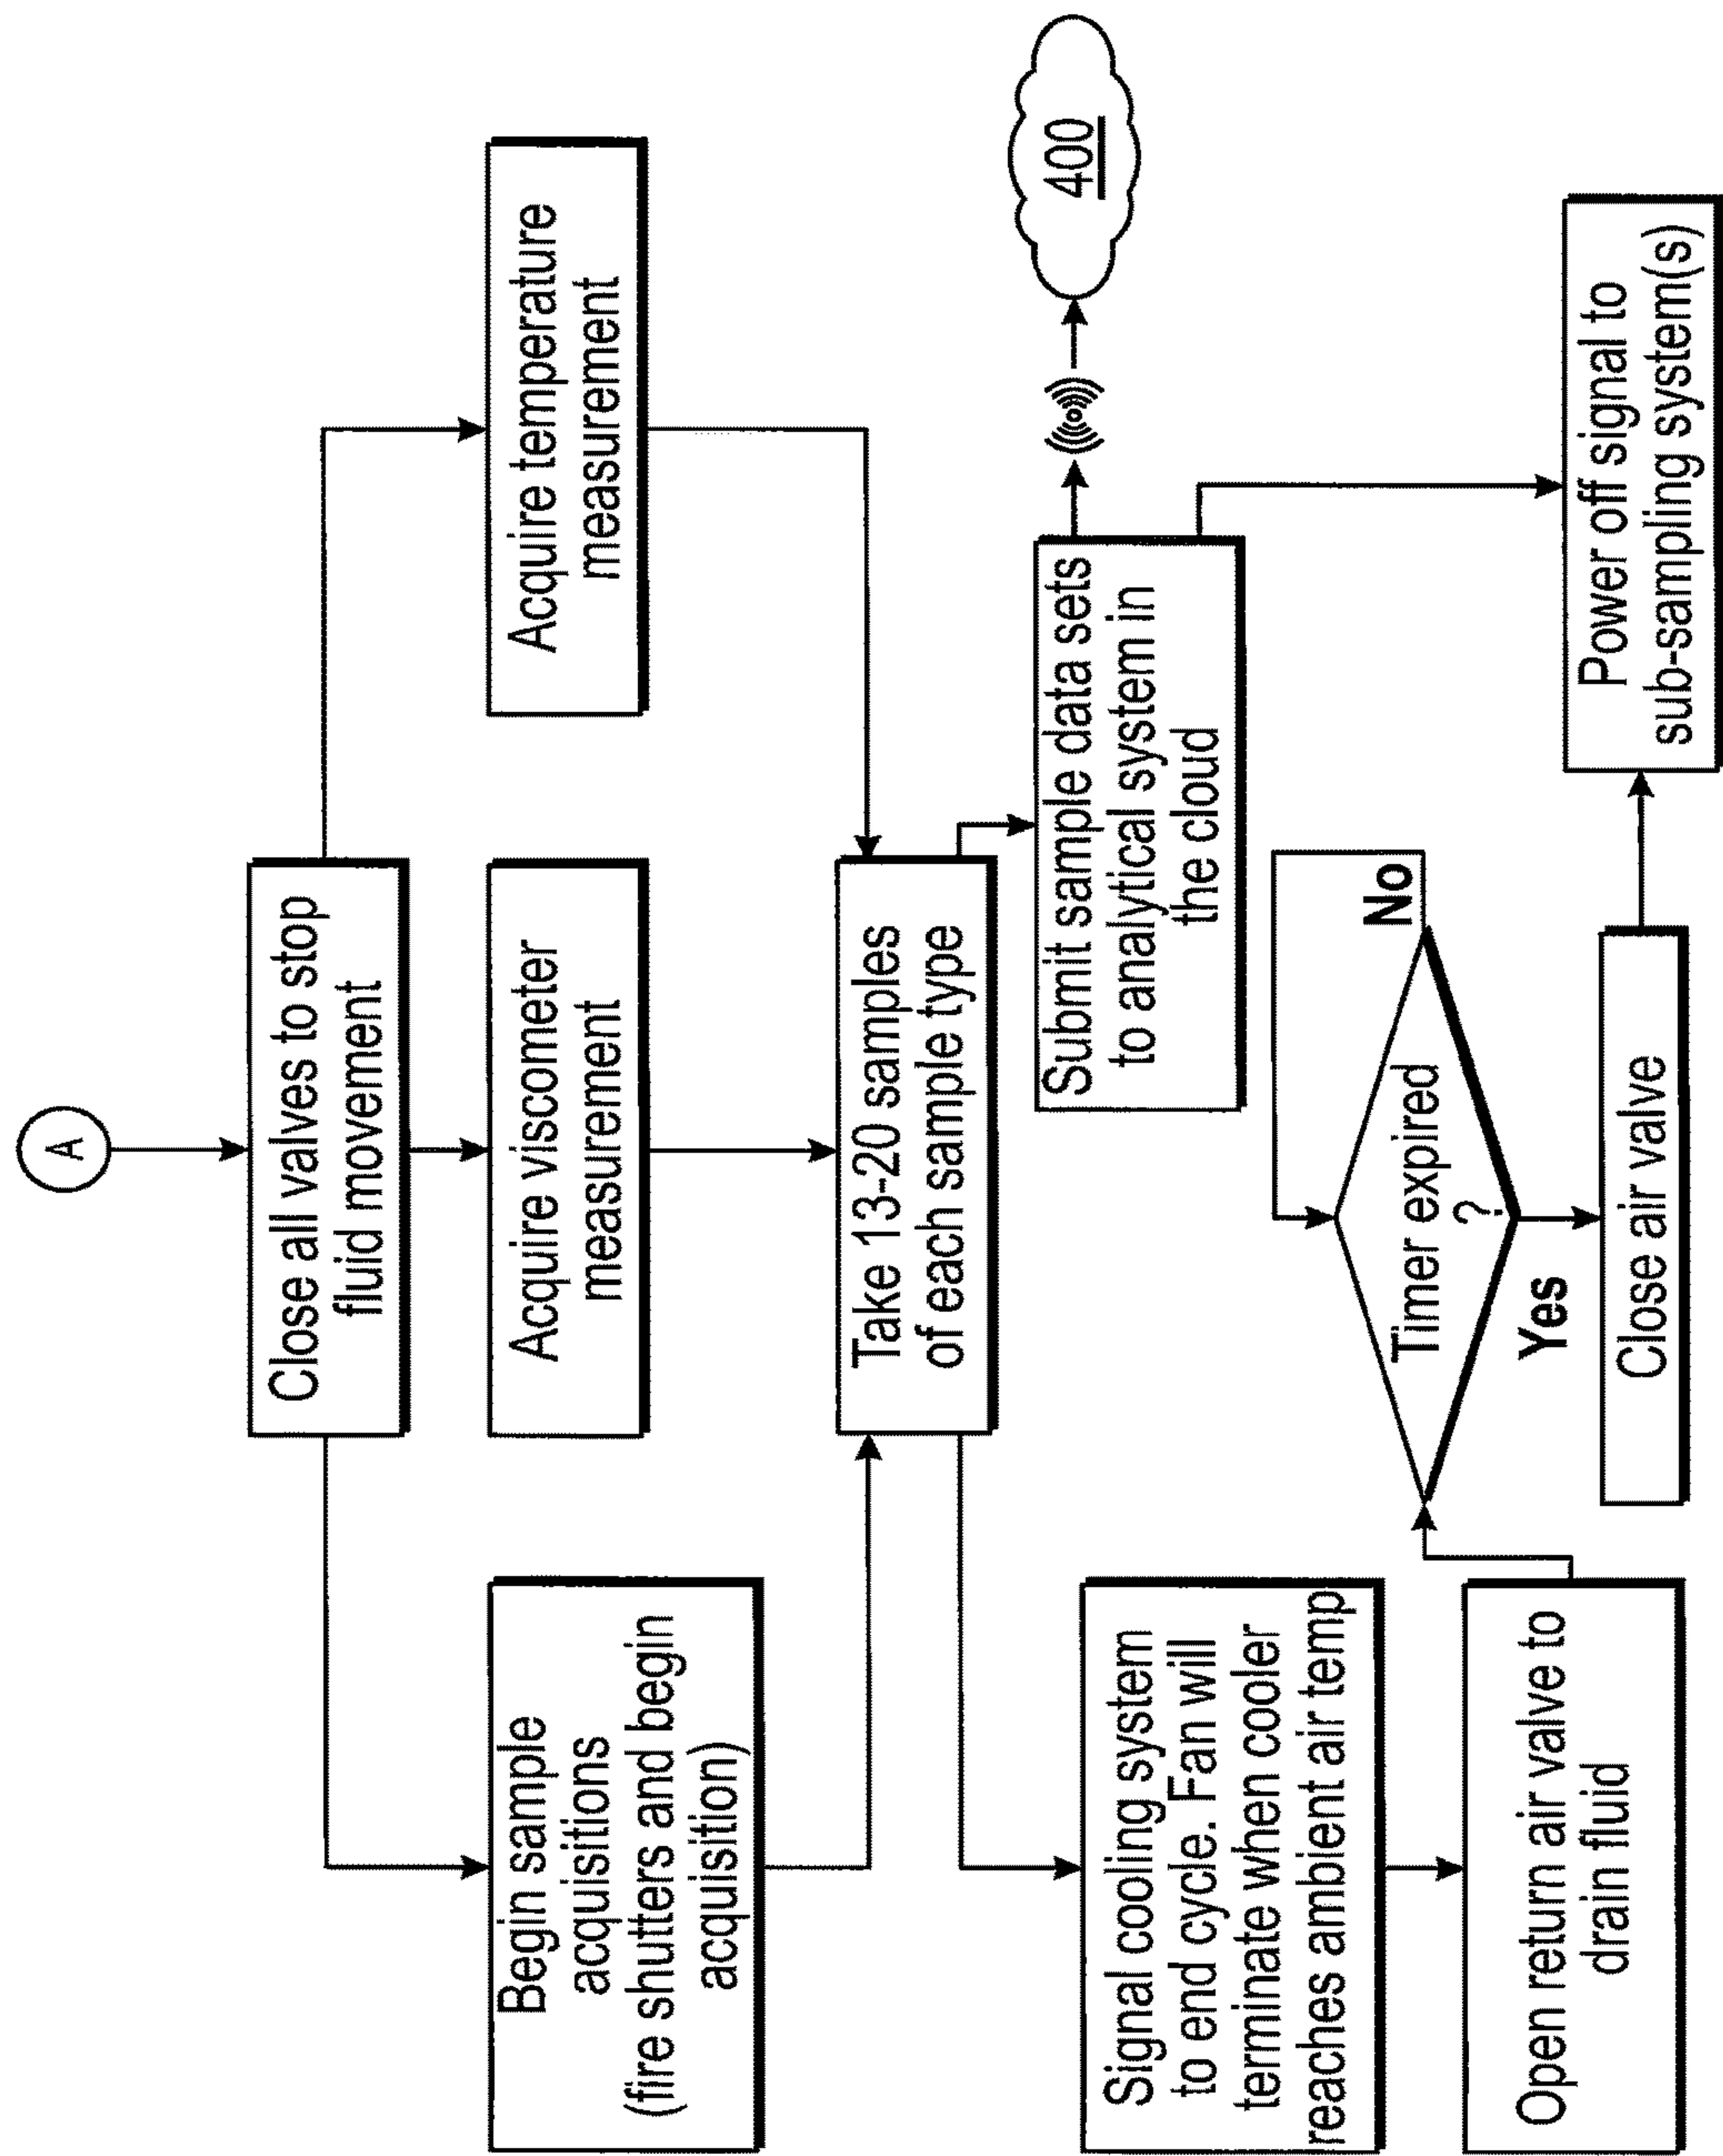 A
Close all valves to stop
fluid movement
Begin sample
acquisitions
(fire shutters and begin
acquisition)
Acquire viscometer
measurement
Acquire temperature
measurement
Take 13-20 samples
of each sample type
Submit sample data sets
to analytical system in
the cloud
400
Signal cooling system
to end cycle. Fan will
terminate when cooler
reaches ambient air temp
Open return air valve to
drain fluid
Timer expired
?
No
Yes
Close air valve
Power off signal to
sub-sampling system(s)